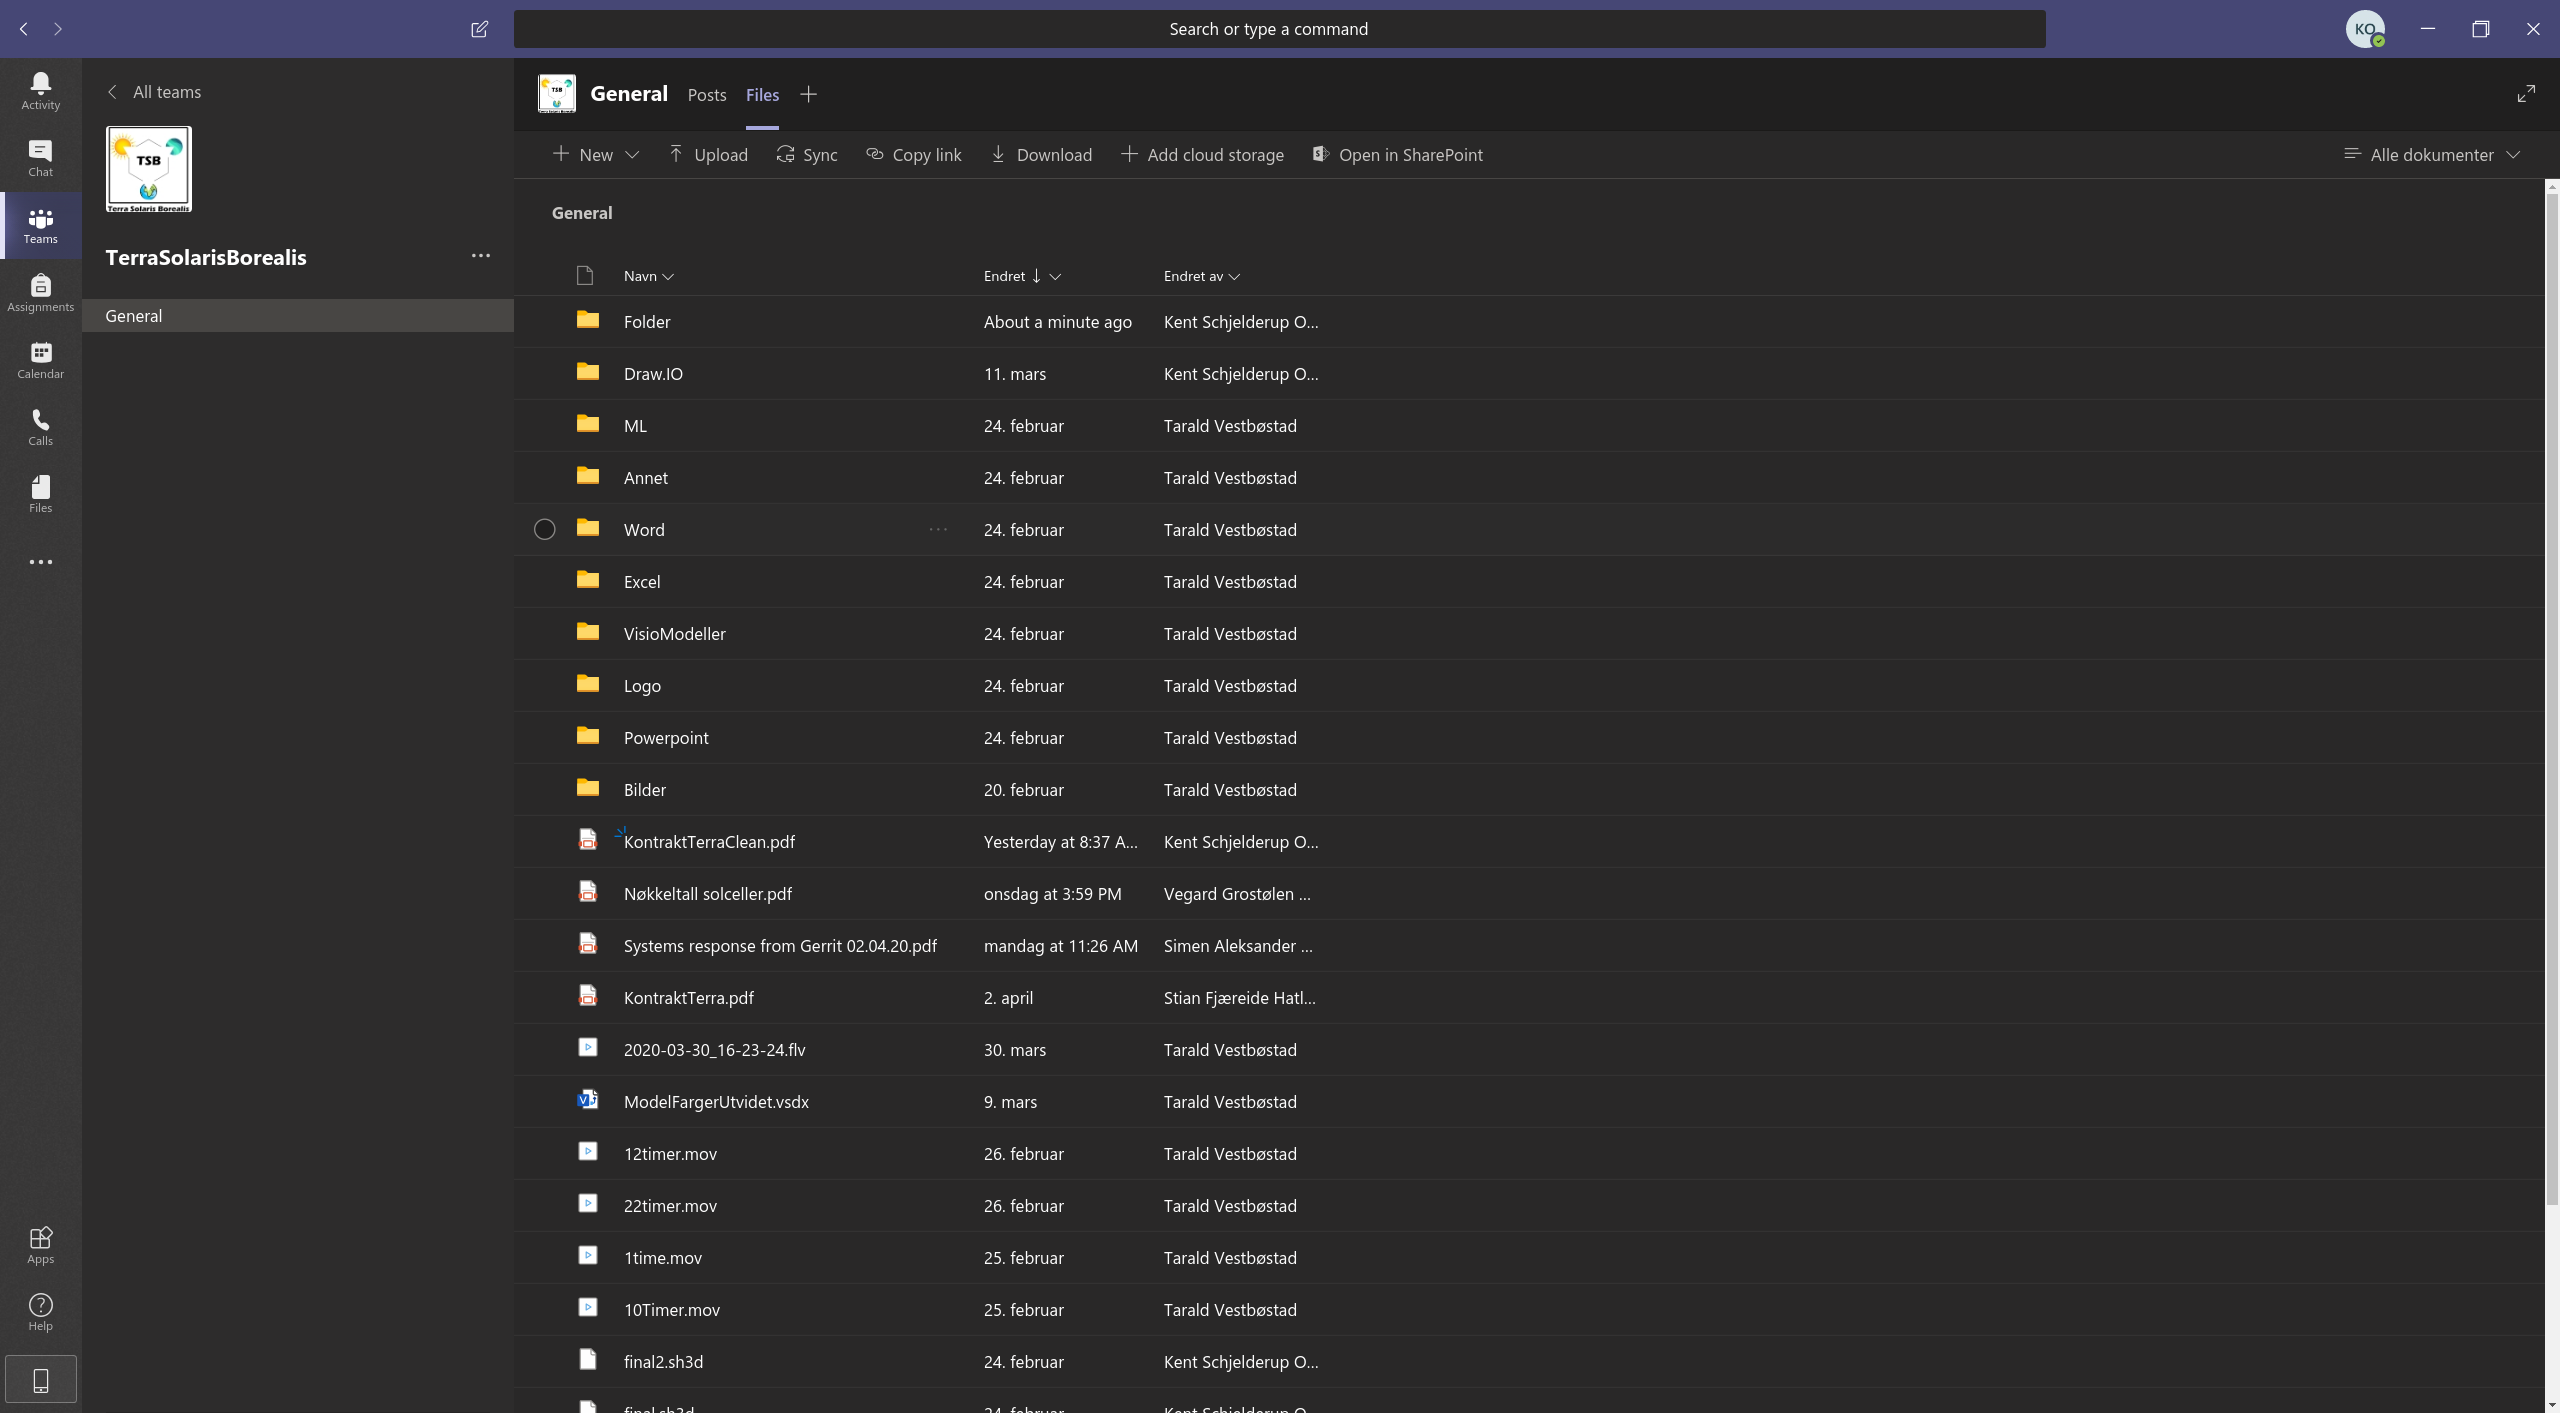 Search or type a command
KO
Activity
Chat
Teams
Assignments
Calendar
Calls
Files
Apps
Help
All teams
TSB
Terra Solaris Borealis
TerraSolarisBorealis
General
TSB
General Posts Files
New Upload Sync Copy link Download Add cloud storage Open in SharePoint Alle dokumenter
General
Navn Endret Endret av
Folder About a minute ago Kent Schjelderup O...
Draw.IO 11. mars Kent Schjelderup O...
ML 24. februar Tarald Vestbøstad
Annet 24. februar Tarald Vestbøstad
Word 24. februar Tarald Vestbøstad
Excel 24. februar Tarald Vestbøstad
VisioModeller 24. februar Tarald Vestbøstad
Logo 24. februar Tarald Vestbøstad
Powerpoint 24. februar Tarald Vestbøstad
Bilder 20. februar Tarald Vestbøstad
KontraktTerraClean.pdf Yesterday at 8:37 A... Kent Schjelderup O...
Nøkkeltall solceller.pdf onsdag at 3:59 PM Vegard Grostølen ...
Systems response from Gerrit 02.04.20.pdf mandag at 11:26 AM Simen Aleksander ...
KontraktTerra.pdf 2. april Stian Fjæreide Hatl...
2020-03-30_16-23-24.flv 30. mars Tarald Vestbøstad
ModelFargerUtvidet.vsdx 9. mars Tarald Vestbøstad
12timer.mov 26. februar Tarald Vestbøstad
22timer.mov 26. februar Tarald Vestbøstad
1time.mov 25. februar Tarald Vestbøstad
10Timer.mov 25. februar Tarald Vestbøstad
final2.sh3d 24. februar Kent Schjelderup O...
final.sh3d 24. februar Kent Schjelderup O...